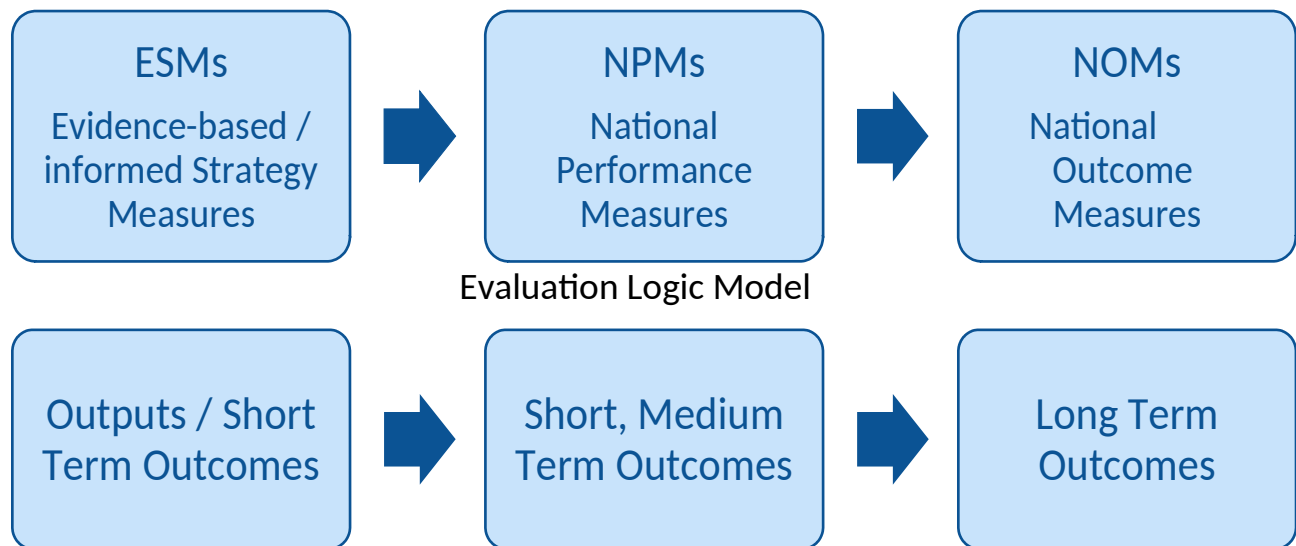 ESMs
Evidence-based /
informed Strategy
Measures
NPMs
National
Performance
Measures
NOMs
National
Outcome
Measures
Evaluation Logic Model
Outputs / Short
Term Outcomes
Short, Medium
Term Outcomes
Long Term
Outcomes